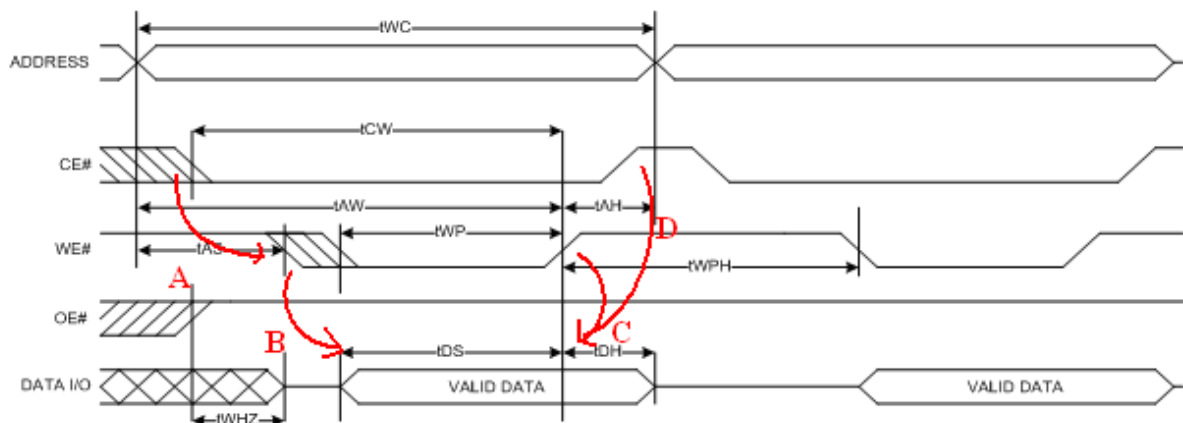 tWC
ADDRESS
tCW
CE#
tAW
tAH
D
tWP
WE#
tAS
tWPH
A
OE#
B
C
tDS
tDH
DATA I/O
VALID DATA
VALID DATA
tWHZ